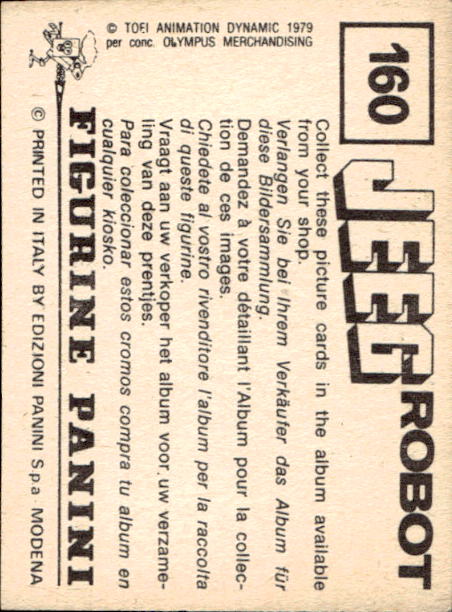 © TOEI ANIMATION DYNAMIC 1979
per conc. OLYMPUS MERCHANDISING
160
JEEG ROBOT
Collect these picture cards in the album available
from your shop.
Verlangen Sie bei Ihrem Verkäufer das Album für
diese Bildersammlung.
Demandez à votre détaillant l'Album pour la collec-
tion de ces images.
Chiedete al vostro rivenditore l'album per la raccolta
di queste figurine.
Vraagt aan uw verkoper het album voor uw verzame-
ling van deze prentjes.
Para coleccionar estos cromos compra tu album en
cualquier kiosko.
FIGURINE PANINI
© PRINTED IN ITALY BY EDIZIONI PANINI S.p.a MODENA